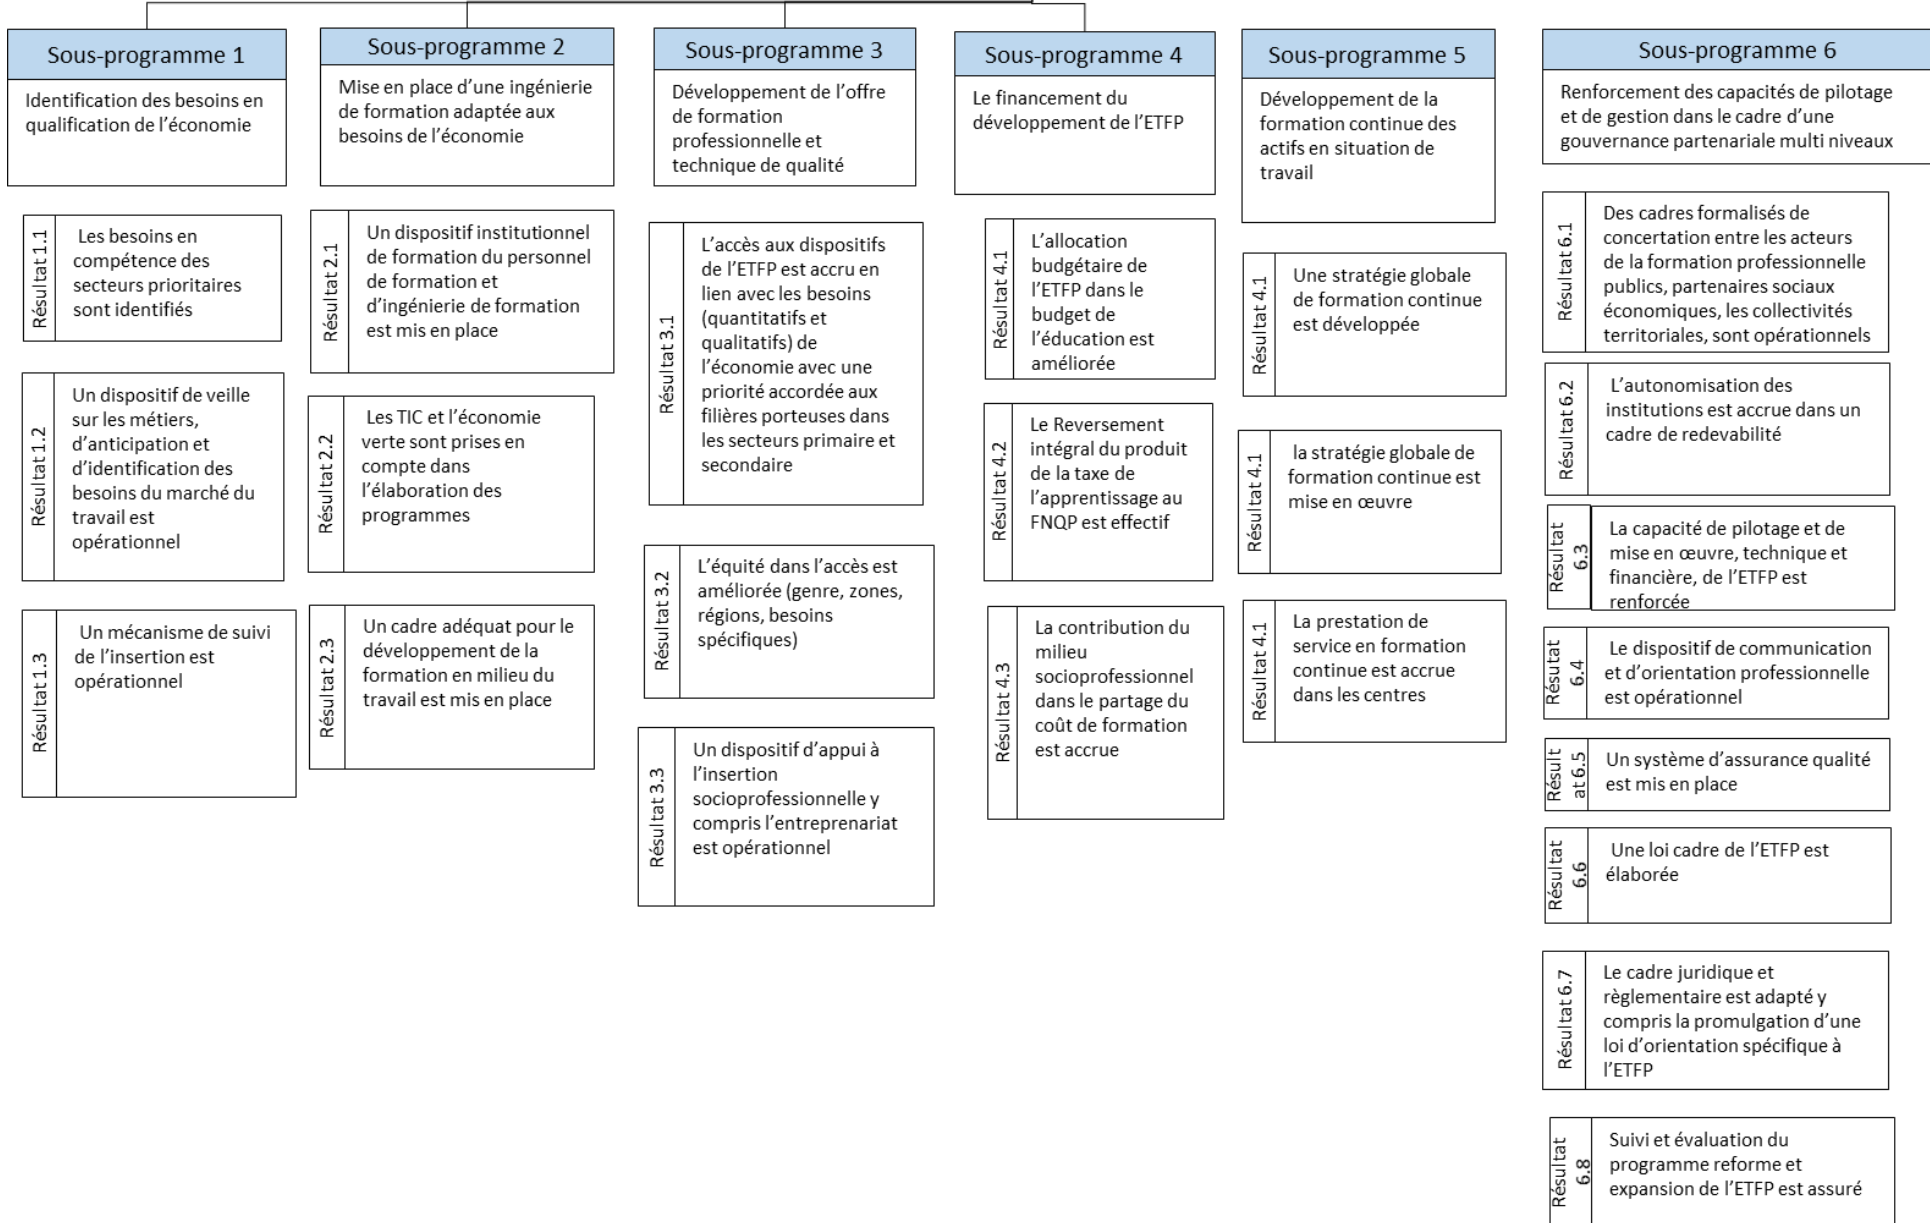 Sous-programme 1
Identification des besoins en
qualification de l’économie
Résultat 1.1
Les besoins en
compétence des
secteurs prioritaires
sont identifiés
Résultat 1.2
Un dispositif de veille
sur les métiers,
d’anticipation et
d’identification des
besoins du marché du
travail est
opérationnel
Résultat 1.3
Un mécanisme de suivi
de l’insertion est
opérationnel
Sous-programme 2
Mise en place d’une ingénierie
de formation adaptée aux
besoins de l’économie
Résultat 2.1
Un dispositif institutionnel
de formation du personnel
de formation et
d’ingénierie de formation
est mis en place
Résultat 2.2
Les TIC et l’économie
verte sont prises en
compte dans
l’élaboration des
programmes
Résultat 2.3
Un cadre adéquat pour le
développement de la
formation en milieu du
travail est mis en place
Sous-programme 3
Développement de l’offre
de formation
professionnelle et
technique de qualité
Résultat 3.1
L’accès aux dispositifs
de l’ETFP est accru en
lien avec les besoins
(quantitatifs et
qualitatifs) de
l’économie avec une
priorité accordée aux
filières porteuses dans
les secteurs primaire et
secondaire
Résultat 3.2
L’équité dans l’accès est
améliorée (genre, zones,
régions, besoins
spécifiques)
Résultat 3.3
Un dispositif d’appui à
l’insertion
socioprofessionnelle y
compris l’entreprenariat
est opérationnel
Sous-programme 4
Le financement du
développement de l’ETFP
Résultat 4.1
L’allocation
budgétaire de
l’ETFP dans le
budget de
l’éducation est
améliorée
Résultat 4.2
Le Reversement
intégral du produit
de la taxe de
l’apprentissage au
FNQP est effectif
Résultat 4.3
La contribution du
milieu
socioprofessionnel
dans le partage du
coût de formation
est accrue
Sous-programme 5
Développement de la
formation continue des
actifs en situation de
travail
Résultat 4.1
Une stratégie globale
de formation continue
est développée
Résultat 4.1
la stratégie globale de
formation continue est
mise en œuvre
Résultat 4.1
La prestation de
service en formation
continue est accrue
dans les centres
Sous-programme 6
Renforcement des capacités de pilotage
et de gestion dans le cadre d’une
gouvernance partenariale multi niveaux
Résultat 6.1
Des cadres formalisés de
concertation entre les acteurs
de la formation professionnelle
publics, partenaires sociaux
économiques, les collectivités
territoriales, sont opérationnels
Résultat 6.2
L’autonomisation des
institutions est accrue dans un
cadre de redevabilité
Résultat
6.3
La capacité de pilotage et de
mise en œuvre, technique et
financière, de l’ETFP est
renforcée
Résutat
6.4
Le dispositif de communication
et d’orientation professionnelle
est opérationnel
Résult
at 6.5
Un système d’assurance qualité
est mis en place
Résultat
6.6
Une loi cadre de l’ETFP est
élaborée
Résultat 6.7
Le cadre juridique et
règlementaire est adapté y
compris la promulgation d’une
loi d’orientation spécifique à
l’ETFP
Résultat
6.8
Suivi et évaluation du
programme reforme et
expansion de l’ETFP est assuré